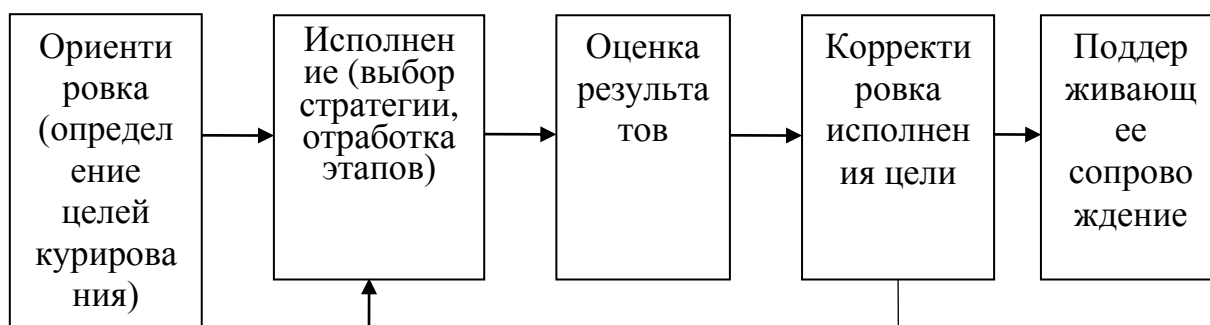 Ориенти
ровка
(определ
ение
целей
курирова
ния)
Исполнен
ие (выбор
стратегии,
отработка
этапов)
Оценка
результа
тов
Корректи
ровка
исполнен
ия цели
Поддер
живающ
ее
сопрово
ждение